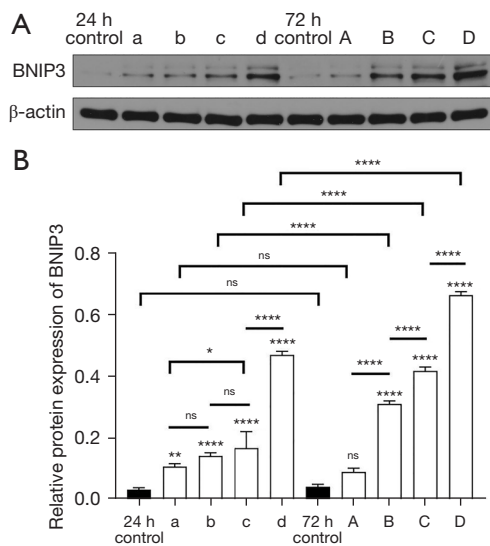 A
24 h control a b c d 72 h control A B C D
BNIP3
β-actin
B
****
****
****
ns
ns
****
****
****
****
****
****
****
*
****
****
ns
ns
****
****
**
ns
Relative protein expression of BNIP3
0.8
0.6
0.4
0.2
0.0
24 h control a b c d 72 h control A B C D